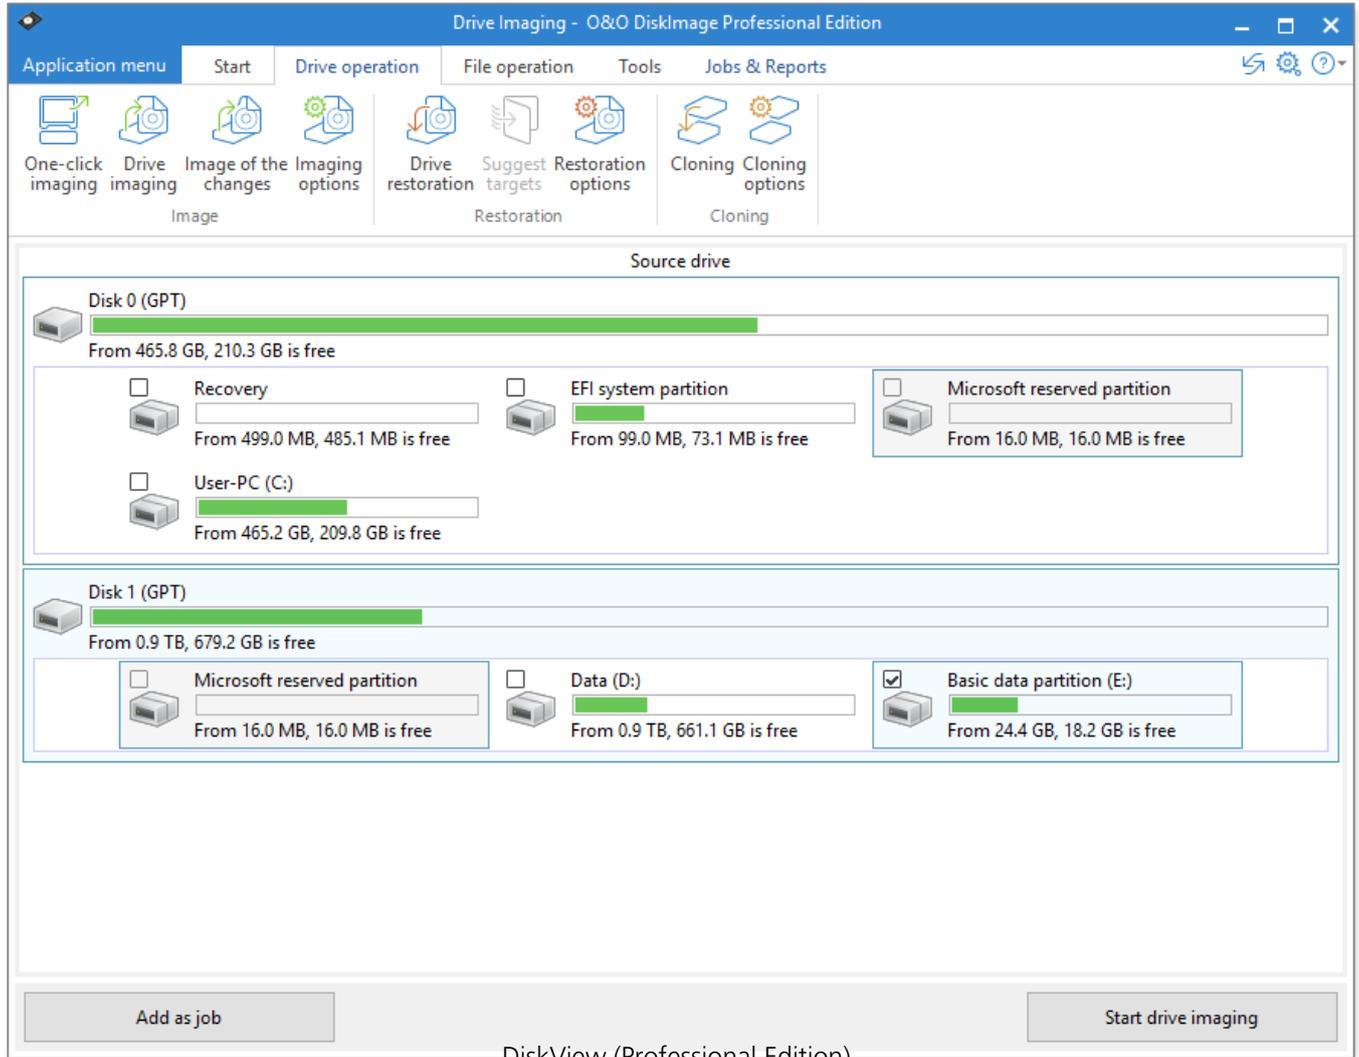 Drive Imaging - O&O DiskImage Professional Edition
Application menu
Start
Drive operation
File operation
Tools
Jobs & Reports
One-click
imaging
Drive
imaging
Image of the
changes
Imaging
options
Image
Drive
restoration
Suggest
targets
Restoration
options
Restoration
Cloning
Cloning
options
Cloning
Source drive
Disk 0 (GPT)
From 465.8 GB, 210.3 GB is free
Recovery
From 499.0 MB, 485.1 MB is free
EFI system partition
From 99.0 MB, 73.1 MB is free
Microsoft reserved partition
From 16.0 MB, 16.0 MB is free
User-PC (C:)
From 465.2 GB, 209.8 GB is free
Disk 1 (GPT)
From 0.9 TB, 679.2 GB is free
Microsoft reserved partition
From 16.0 MB, 16.0 MB is free
Data (D:)
From 0.9 TB, 661.1 GB is free
Basic data partition (E:)
From 24.4 GB, 18.2 GB is free
Add as job
Start drive imaging
DiskView (Professional Edition)